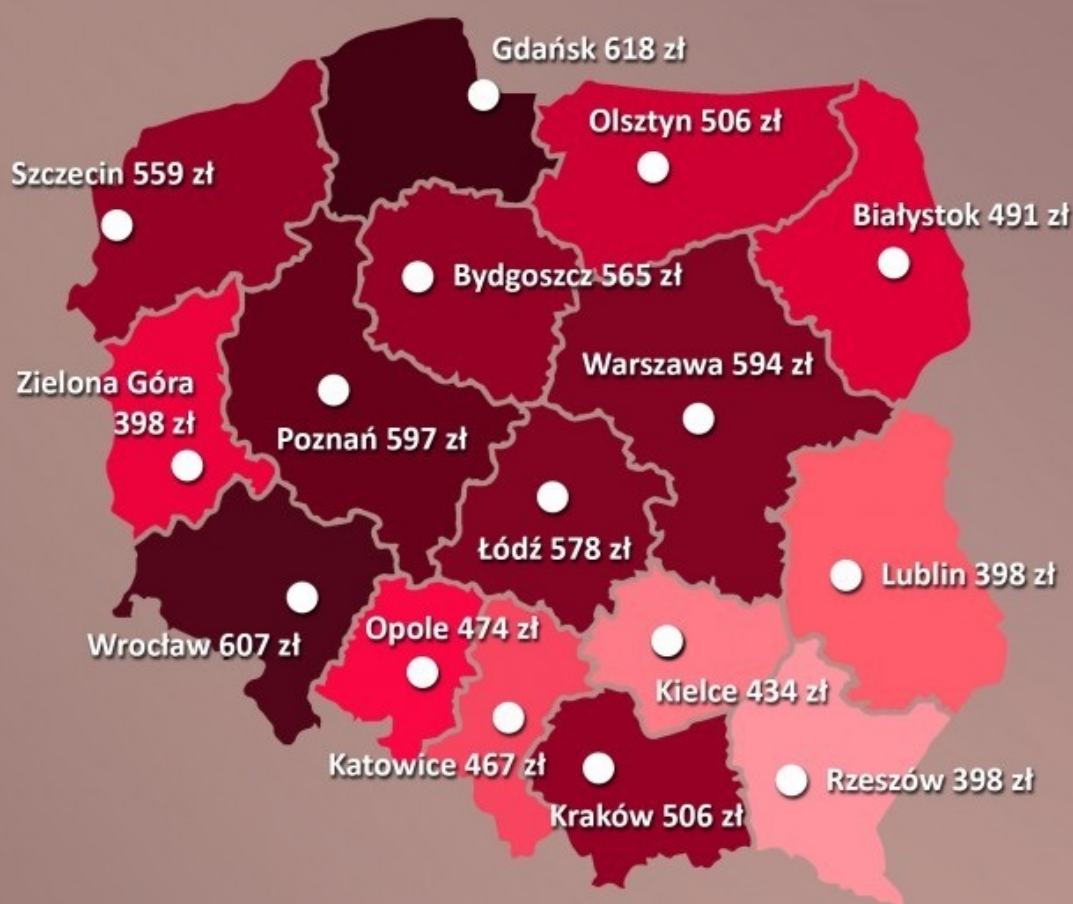 Gdańsk 618 zł
Olsztyn 506 zł
Szczecin 559 zł
Białystok 491 zł
Bydgoszcz 565 zł
Warszawa 594 zł
Zielona Góra
398 zł
Poznań 597 zł
Łódź 578 zł
Lublin 398 zł
Opole 474 zł
Wrocław 607 zł
Kielce 434 zł
Katowice 467 zł
Rzeszów 398 zł
Kraków 506 zł